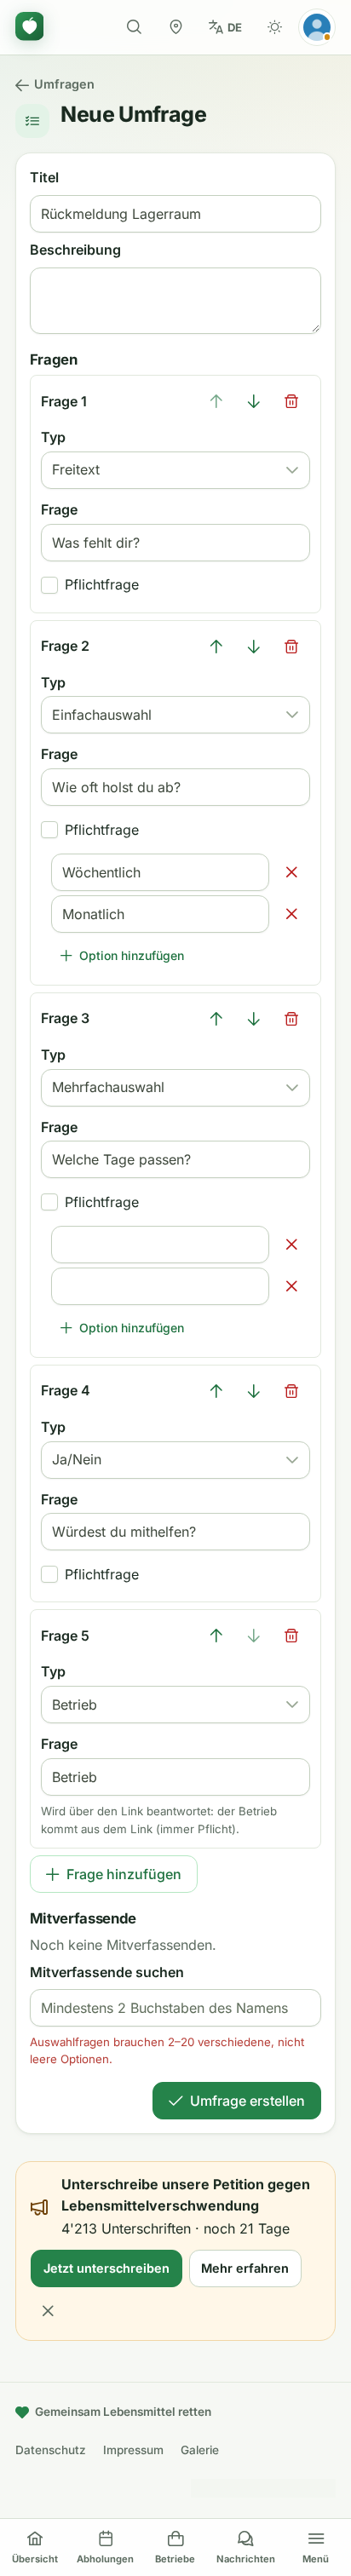 DE
Umfragen
Neue Umfrage
Titel
Rückmeldung Lagerraum
Beschreibung
Fragen
Frage 1
Typ
Freitext
Frage
Was fehlt dir?
Pflichtfrage
Frage 2
Typ
Einfachauswahl
Frage
Wie oft holst du ab?
Pflichtfrage
Wöchentlich
Monatlich
Option hinzufügen
Frage 3
Typ
Mehrfachauswahl
Frage
Welche Tage passen?
Pflichtfrage
Option hinzufügen
Frage 4
Typ
Ja/Nein
Frage
Würdest du mithelfen?
Pflichtfrage
Frage 5
Typ
Betrieb
Frage
Betrieb
Wird über den Link beantwortet: der Betrieb
kommt aus dem Link (immer Pflicht).
Frage hinzufügen
Mitverfassende
Noch keine Mitverfassenden.
Mitverfassende suchen
Mindestens 2 Buchstaben des Namens
Auswahlfragen brauchen 2–20 verschiedene, nicht
leere Optionen.
Umfrage erstellen
Unterschreibe unsere Petition gegen
Lebensmittelverschwendung
4'213 Unterschriften · noch 21 Tage
Jetzt unterschreiben
Mehr erfahren
Gemeinsam Lebensmittel retten
Datenschutz Impressum Galerie
Übersicht Abholungen Betriebe Nachrichten Menü